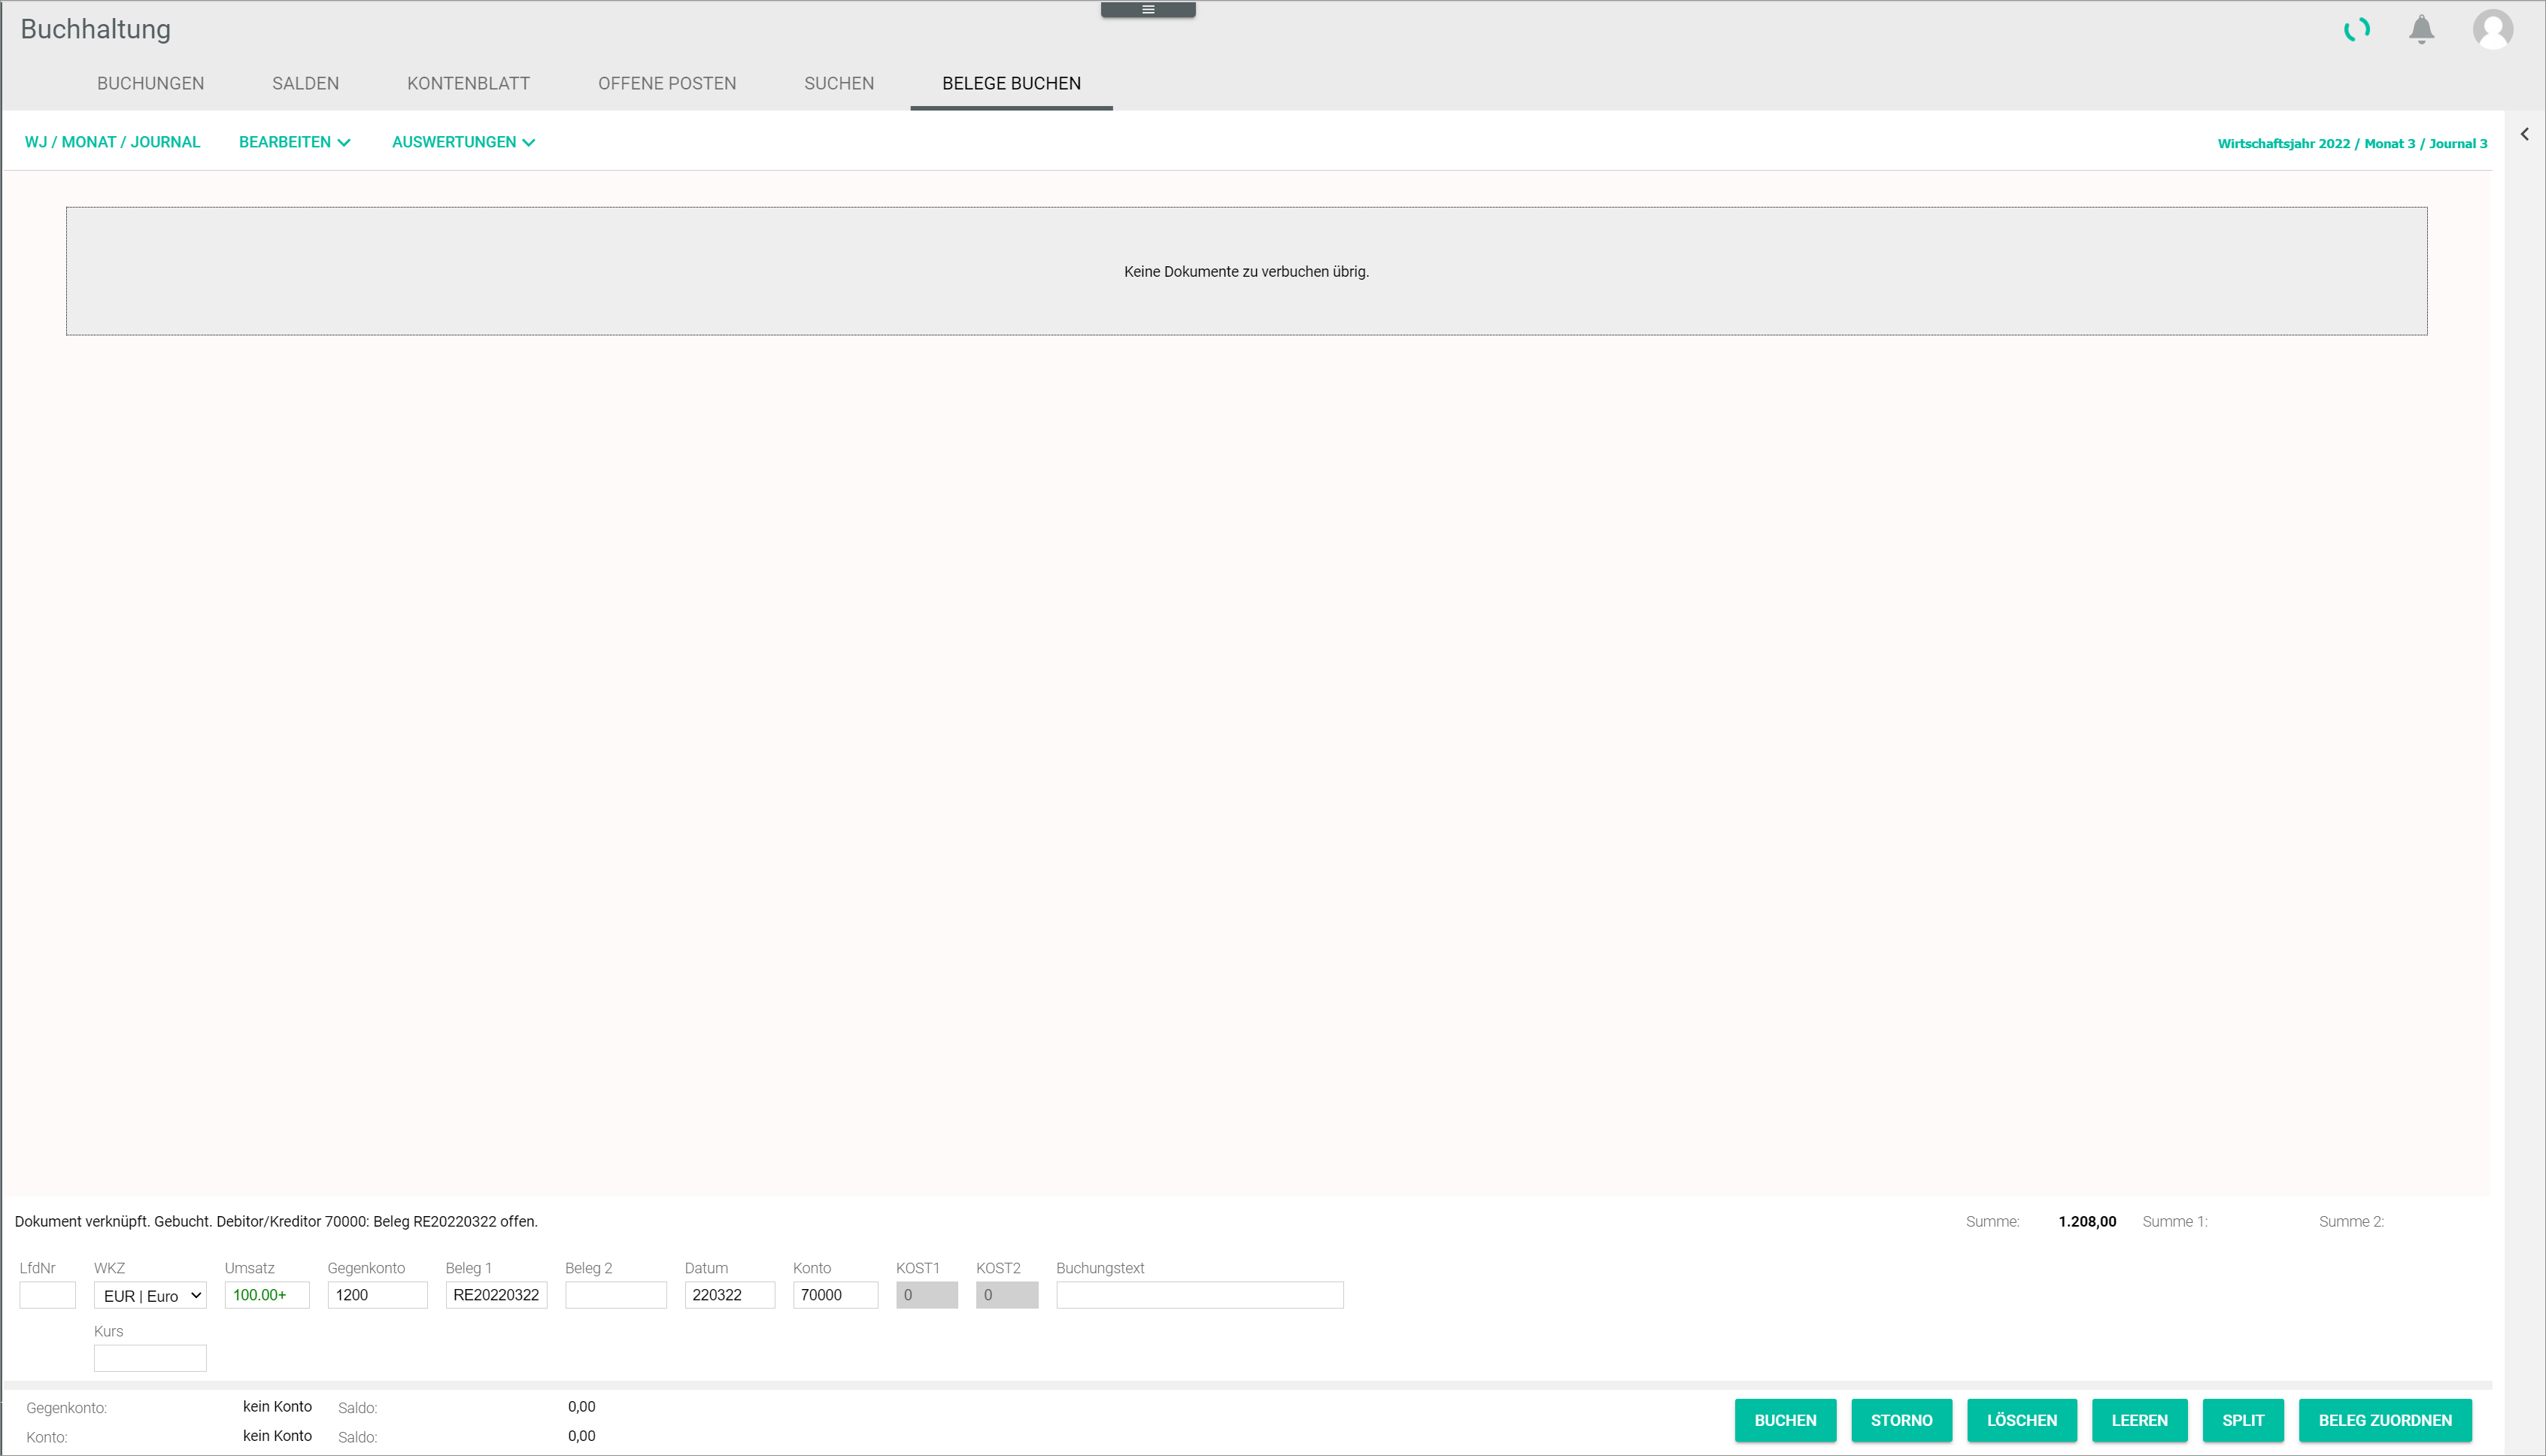 Buchhaltung
BUCHUNGEN SALDEN KONTENBLATT OFFENE POSTEN SUCHEN BELEGE BUCHEN
WJ / MONAT / JOURNAL BEARBEITEN AUSWERTUNGEN Wirtschaftsjahr 2022 / Monat 3 / Journal 3
Keine Dokumente zu verbuchen übrig.
Dokument verknüpft. Gebucht. Debitor/Kreditor 70000: Beleg RE20220322 offen. Summe: 1.208,00 Summe 1: Summe 2:
LfdNr WKZ Umsatz Gegenkonto Beleg 1 Beleg 2 Datum Konto KOST1 KOST2 Buchungstext
EUR | Euro 100.00+ 1200 RE20220322 220322 70000 0 0
Kurs
Gegenkonto: kein Konto Saldo: 0,00
Konto: kein Konto Saldo: 0,00
BUCHEN STORNO LÖSCHEN LEEREN SPLIT BELEG ZUORDNEN